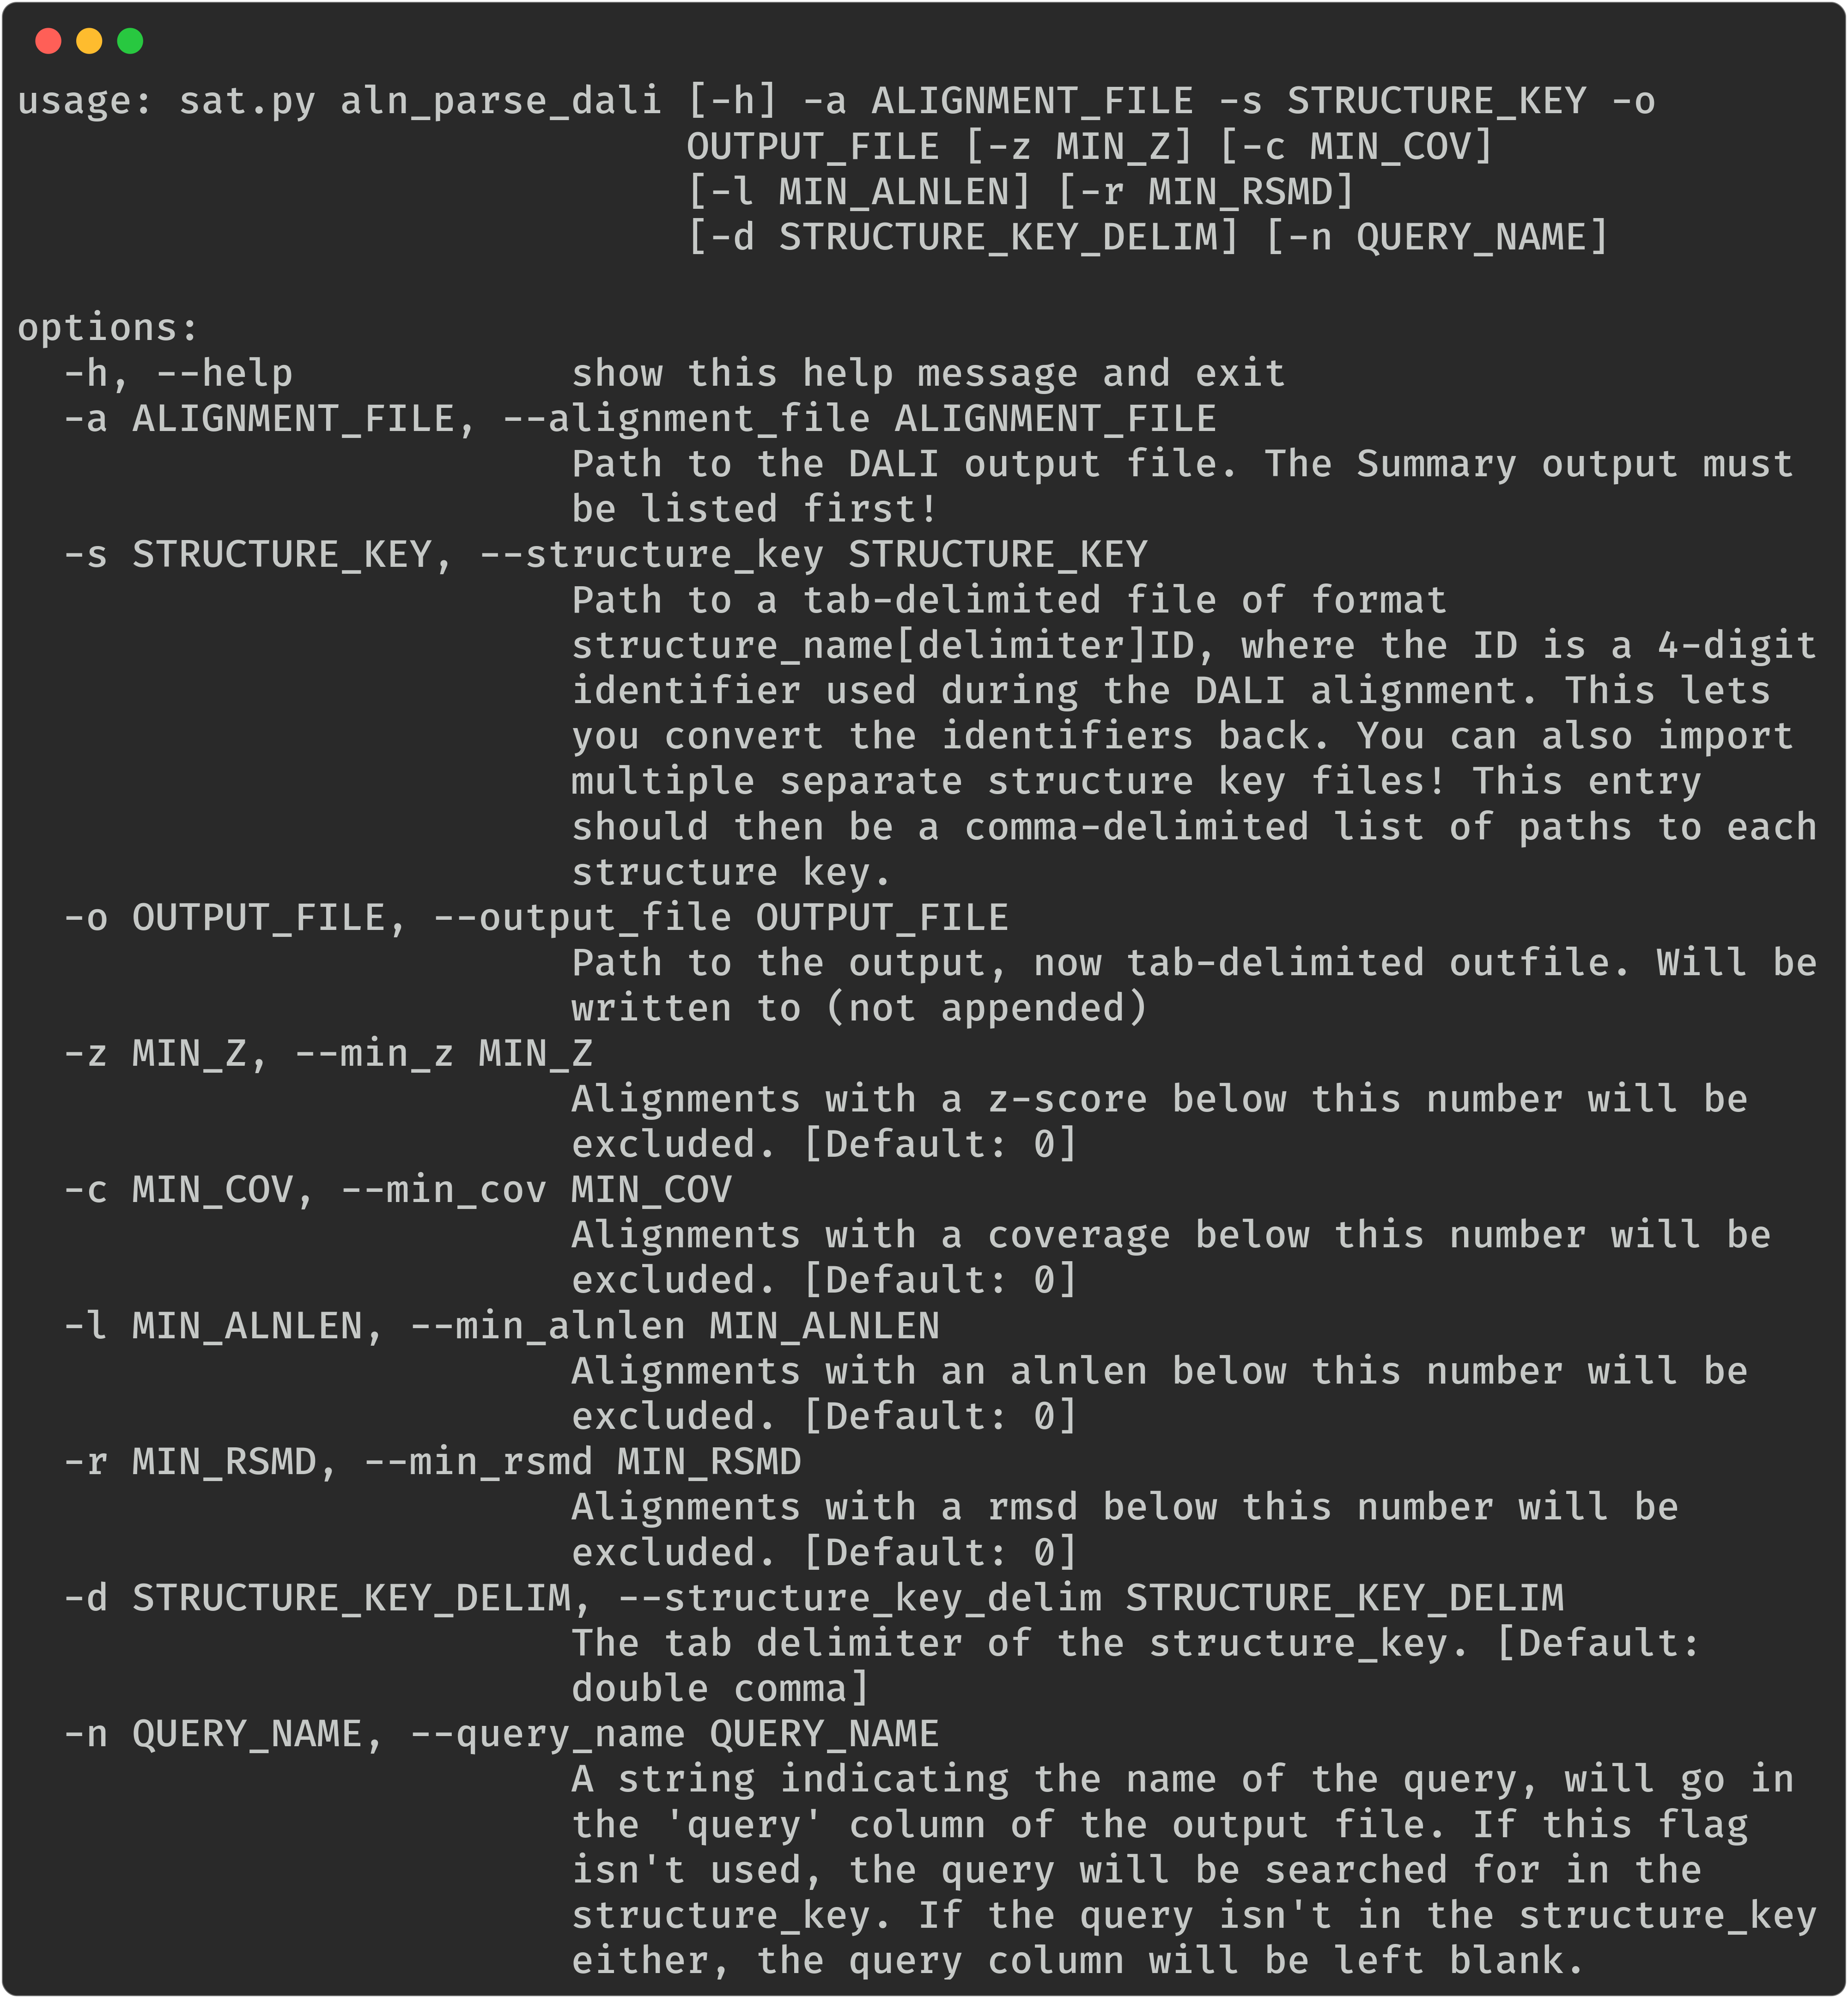 usage: sat.py aln_parse_dali [-h] -a ALIGNMENT_FILE -s STRUCTURE_KEY -o
OUTPUT_FILE [-z MIN_Z] [-c MIN_COV]
[-l MIN_ALNLEN] [-r MIN_RSMD]
[-d STRUCTURE_KEY_DELIM] [-n QUERY_NAME]
options:
-h, --help show this help message and exit
-a ALIGNMENT_FILE, --alignment_file ALIGNMENT_FILE
Path to the DALI output file. The Summary output must
be listed first!
-s STRUCTURE_KEY, --structure_key STRUCTURE_KEY
Path to a tab-delimited file of format
structure_name[delimiter]ID, where the ID is a 4-digit
identifier used during the DALI alignment. This lets
you convert the identifiers back. You can also import
multiple separate structure key files! This entry
should then be a comma-delimited list of paths to each
structure key.
-o OUTPUT_FILE, --output_file OUTPUT_FILE
Path to the output, now tab-delimited outfile. Will be
written to (not appended)
-z MIN_Z, --min_z MIN_Z
Alignments with a z-score below this number will be
excluded. [Default: 0]
-c MIN_COV, --min_cov MIN_COV
Alignments with a coverage below this number will be
excluded. [Default: 0]
-l MIN_ALNLEN, --min_alnlen MIN_ALNLEN
Alignments with an alnlen below this number will be
excluded. [Default: 0]
-r MIN_RSMD, --min_rsmd MIN_RSMD
Alignments with a rmsd below this number will be
excluded. [Default: 0]
-d STRUCTURE_KEY_DELIM, --structure_key_delim STRUCTURE_KEY_DELIM
The tab delimiter of the structure_key. [Default:
double comma]
-n QUERY_NAME, --query_name QUERY_NAME
A string indicating the name of the query, will go in
the 'query' column of the output file. If this flag
isn't used, the query will be searched for in the
structure_key. If the query isn't in the structure_key
either, the query column will be left blank.